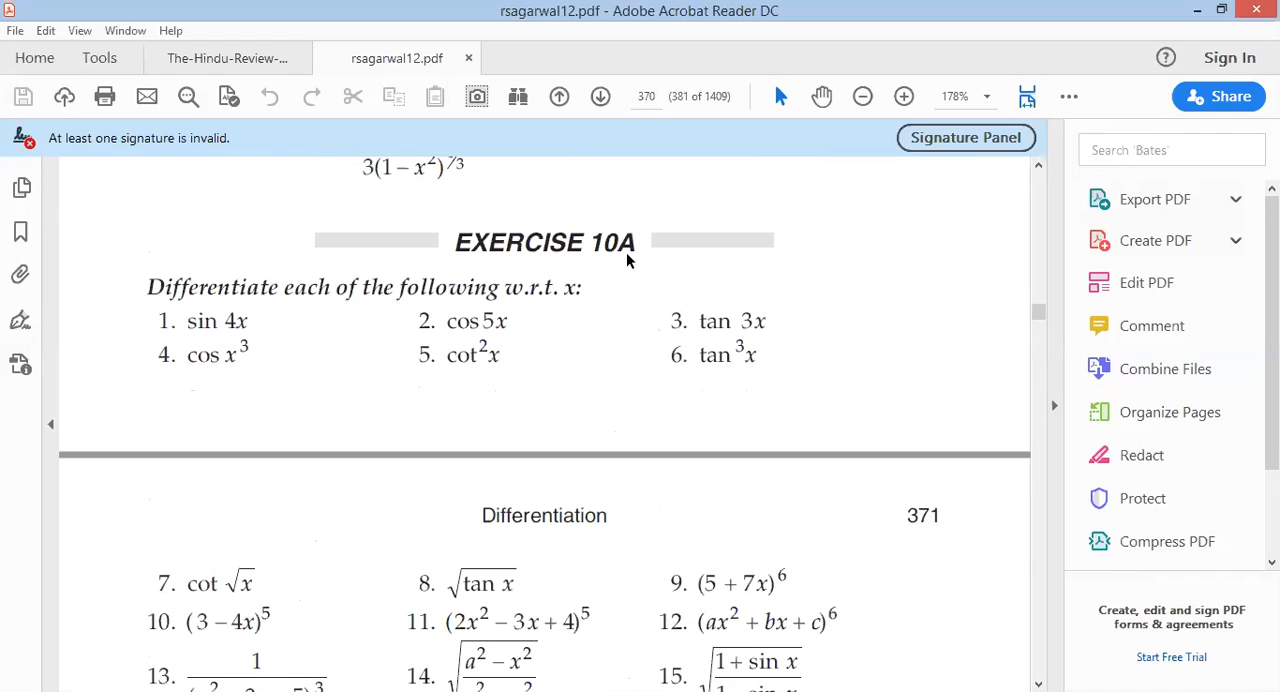 rsagarwal12.pdf - Adobe Acrobat Reader DC
File Edit View Window Help
Home Tools The-Hindu-Review-... rsagarwal12.pdf × ? Sign In
370 (381 of 1409) 178% Share
At least one signature is invalid. Signature Panel
3(1 – x²)^⅓
EXERCISE 10A
Differentiate each of the following w.r.t. x:
1. sin 4x 2. cos 5x 3. tan 3x
4. cos x³ 5. cot²x 6. tan³x
Differentiation 371
7. cot √x 8. √tan x 9. (5 + 7x)⁶
10. (3 – 4x)⁵ 11. (2x² – 3x + 4)⁵ 12. (ax² + bx + c)⁶
13. 1 14. √a² – x² 15. √1 + sin x
Search 'Bates'
Export PDF
Create PDF
Edit PDF
Comment
Combine Files
Organize Pages
Redact
Protect
Compress PDF
Create, edit and sign PDF
forms & agreements
Start Free Trial